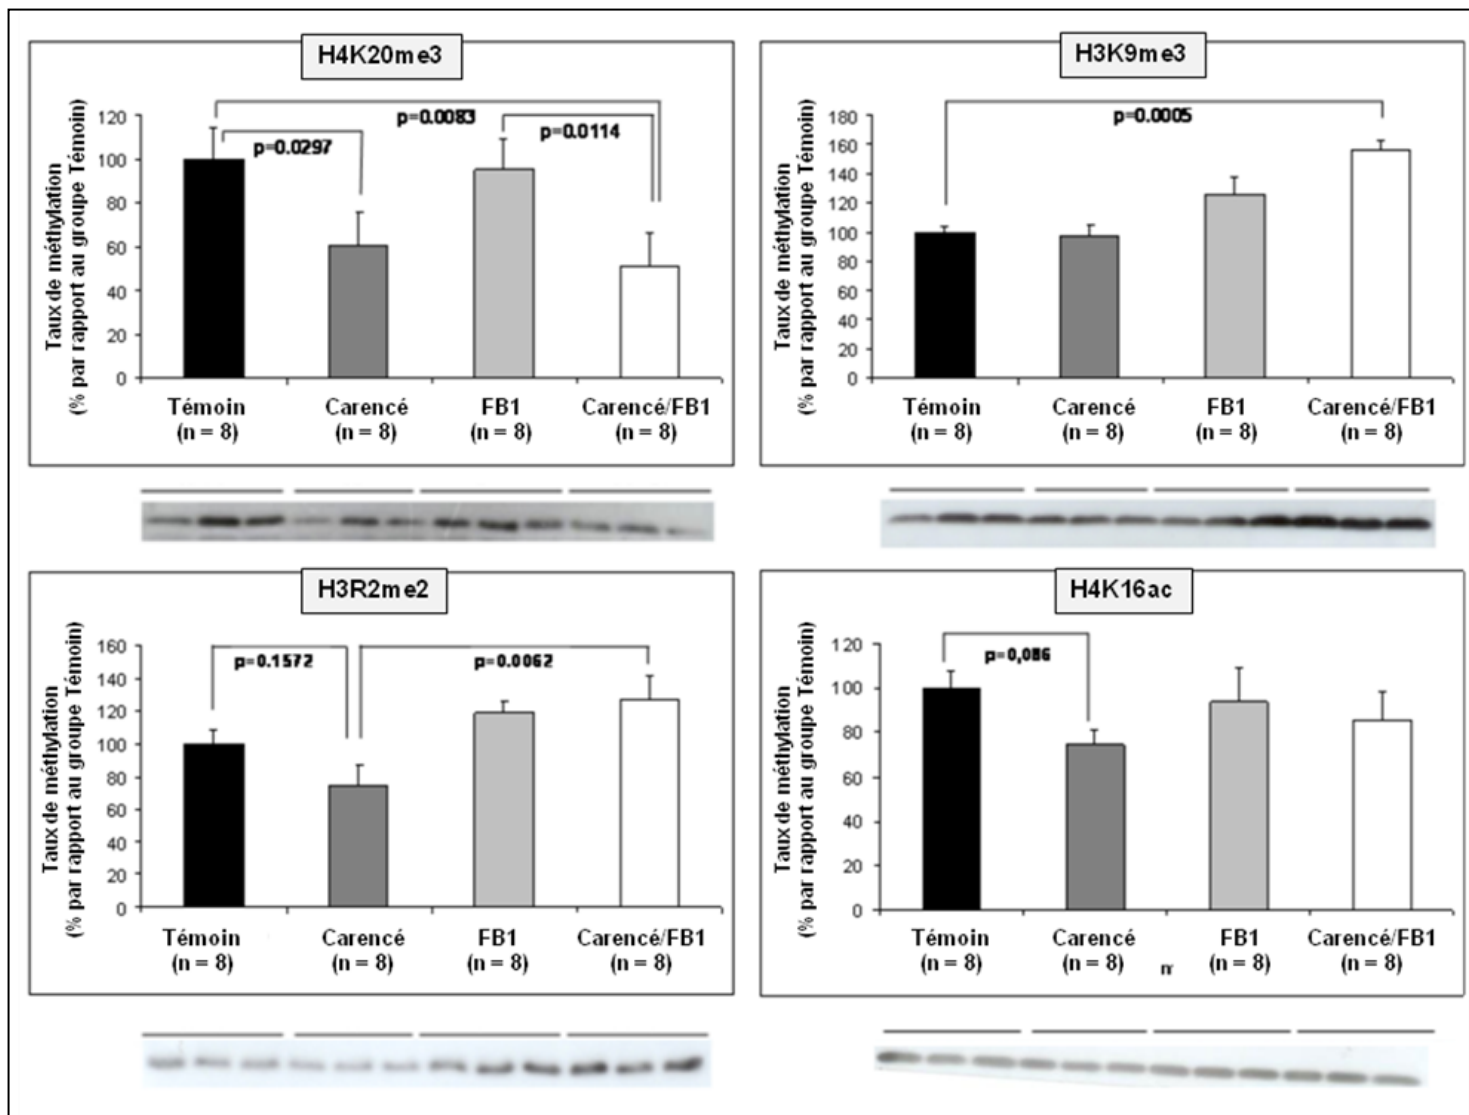 H4K20me3
Taux de méthylation
(% par rapport au groupe Témoin)
120
100
80
60
40
20
0
p=0.0083
p=0.0297
p=0.0114
Témoin
(n = 8)
Carencé
(n = 8)
FB1
(n = 8)
Carencé/FB1
(n = 8)
H3K9me3
Taux de méthylation
(% par rapport au groupe Témoin)
180
160
140
120
100
80
60
40
20
0
p=0.0005
Témoin
(n = 8)
Carencé
(n = 8)
FB1
(n = 8)
Carencé/FB1
(n = 8)
H3R2me2
Taux de méthylation
(% par rapport au groupe Témoin)
160
140
120
100
80
60
40
20
0
p=0.1572
p=0.0062
Témoin
(n = 8)
Carencé
(n = 8)
FB1
(n = 8)
Carencé/FB1
(n = 8)
H4K16ac
Taux de méthylation
(% par rapport au groupe Témoin)
120
100
80
60
40
20
0
p=0,086
Témoin
(n = 8)
Carencé
(n = 8)
FB1
(n = 8)
Carencé/FB1
(n = 8)